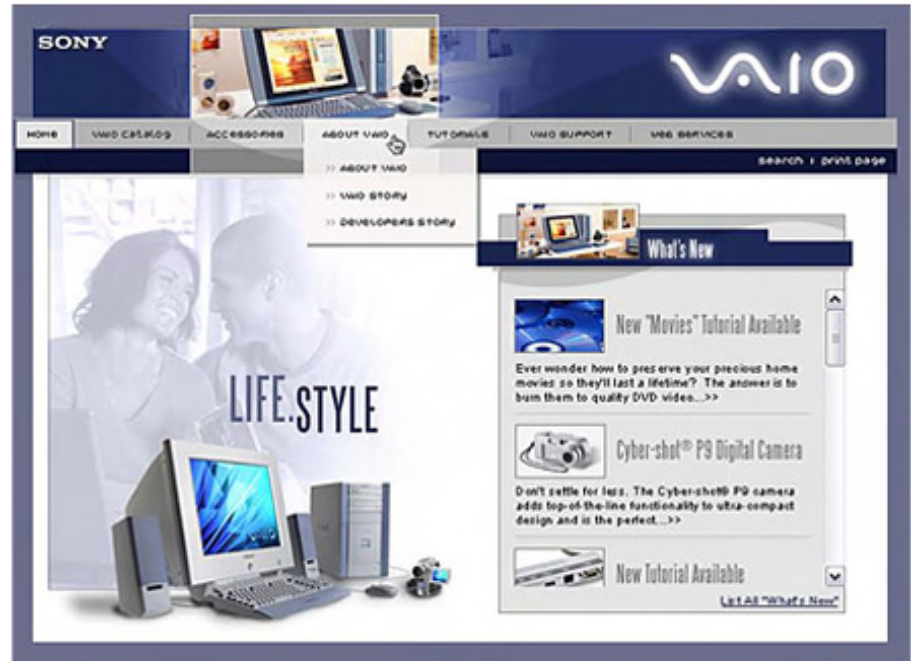 SONY
VAIO
HOME
VAIO CATALOG
ACCESSORIES
ABOUT VAIO
TUTORIALS
VAIO SUPPORT
WEB SERVICES
search | print page
>> ABOUT VAIO
>> VAIO STORY
>> DEVELOPERS STORY
What's New
New "Movies" Tutorial Available
Ever wonder how to preserve your precious home
movies so they'll last a lifetime? The answer is to
burn them to quality DVD video...>>
Cyber-shot® P9 Digital Camera
Don't settle for less. The Cyber-shot® P9 camera
adds top-of-the-line functionality to ultra-compact
design and is the perfect...>>
New Tutorial Available
List All "What's New"
LIFE.STYLE